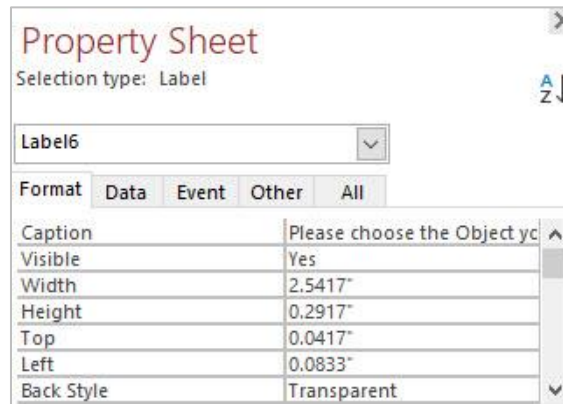 Property Sheet
Selection type: Label
A
Z
Label6
Format Data Event Other All
Caption Please choose the Object
Visible Yes
Width 2.5417"
Height 0.2917"
Top 0.0417"
Left 0.0833"
Back Style Transparent